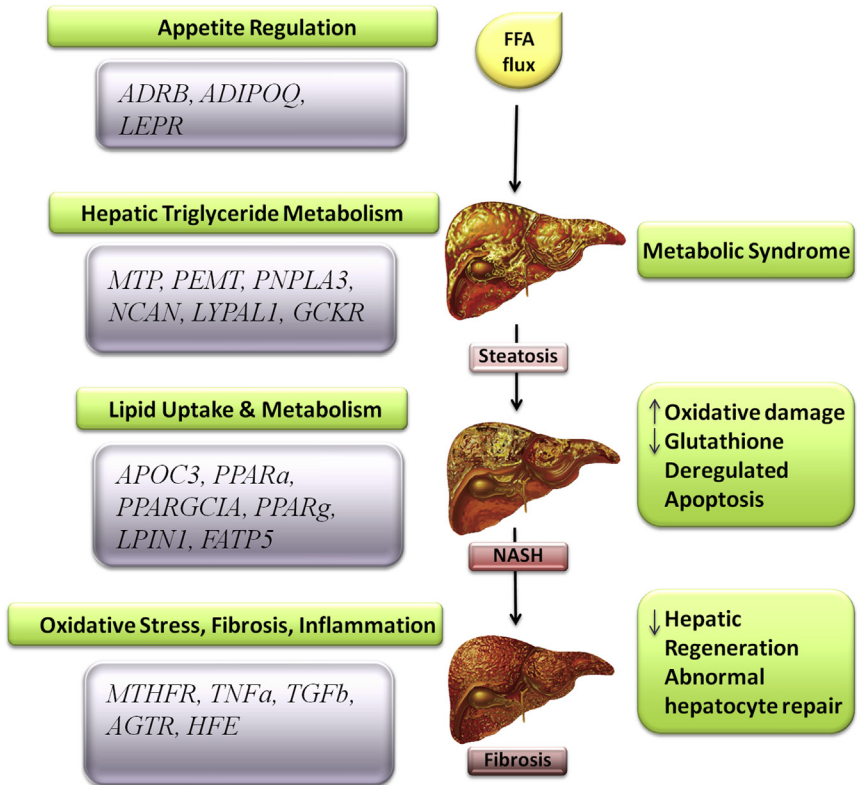 Appetite Regulation
ADRB, ADIPOQ,
LEPR
FFA
flux
Hepatic Triglyceride Metabolism
MTP, PEMT, PNPLA3,
NCAN, LYPAL1, GCKR
Metabolic Syndrome
Steatosis
Lipid Uptake & Metabolism
APOC3, PPARa,
PPARGCIA, PPARg,
LPIN1, FATP5
↑ Oxidative damage
↓ Glutathione
Deregulated
Apoptosis
NASH
Oxidative Stress, Fibrosis, Inflammation
MTHFR, TNFa, TGFb,
AGTR, HFE
↓ Hepatic
Regeneration
Abnormal
hepatocyte repair
Fibrosis